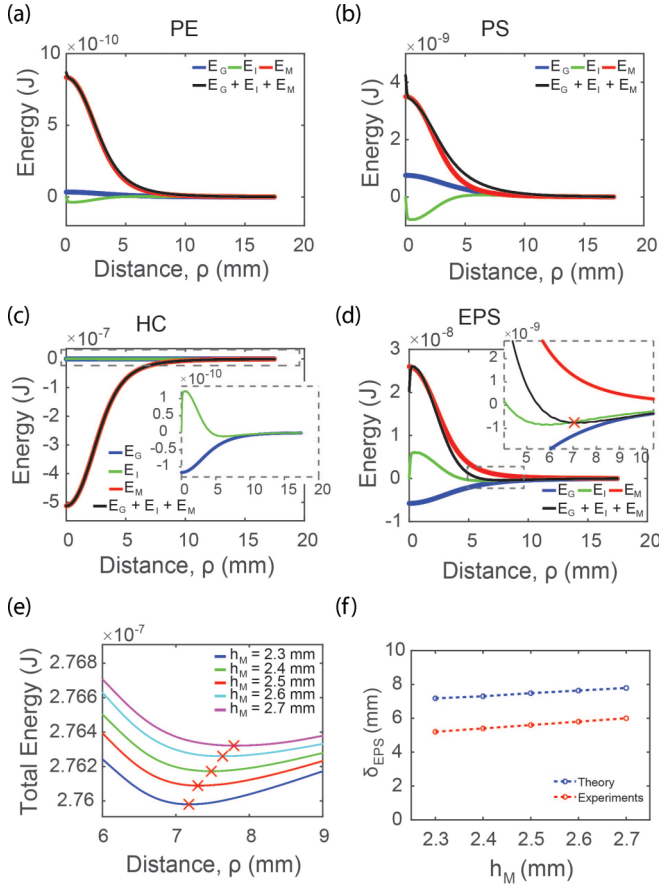 (a) PE
×10⁻¹⁰
E_G E_I E_M
E_G + E_I + E_M
10
5
0
Energy (J)
0 5 10 15 20
Distance, ρ (mm)
(b) PS
×10⁻⁹
E_G E_I E_M
E_G + E_I + E_M
4
2
0
Energy (J)
0 5 10 15 20
Distance, ρ (mm)
(c) HC
×10⁻⁷
0
-1
-2
-3
-4
-5
Energy (J)
×10⁻¹⁰
1
0.5
0
-0.5
-1
0 5 10 15 20
E_G
E_I
E_M
E_G + E_I + E_M
0 5 10 15 20
Distance, ρ (mm)
(d) EPS
×10⁻⁸
3
2
1
0
-1
Energy (J)
×10⁻⁹
2
1
0
-1
5 6 7 8 9 10
E_G E_I E_M
E_G + E_I + E_M
0 5 10 15 20
Distance, ρ (mm)
(e)
×10⁻⁷
2.768
2.766
2.764
2.762
2.76
Total Energy (J)
h_M = 2.3 mm
h_M = 2.4 mm
h_M = 2.5 mm
h_M = 2.6 mm
h_M = 2.7 mm
6 7 8 9
Distance, ρ (mm)
(f)
10
8
6
4
2
0
δ_EPS (mm)
Theory
Experiments
2.3 2.4 2.5 2.6 2.7
h_M (mm)